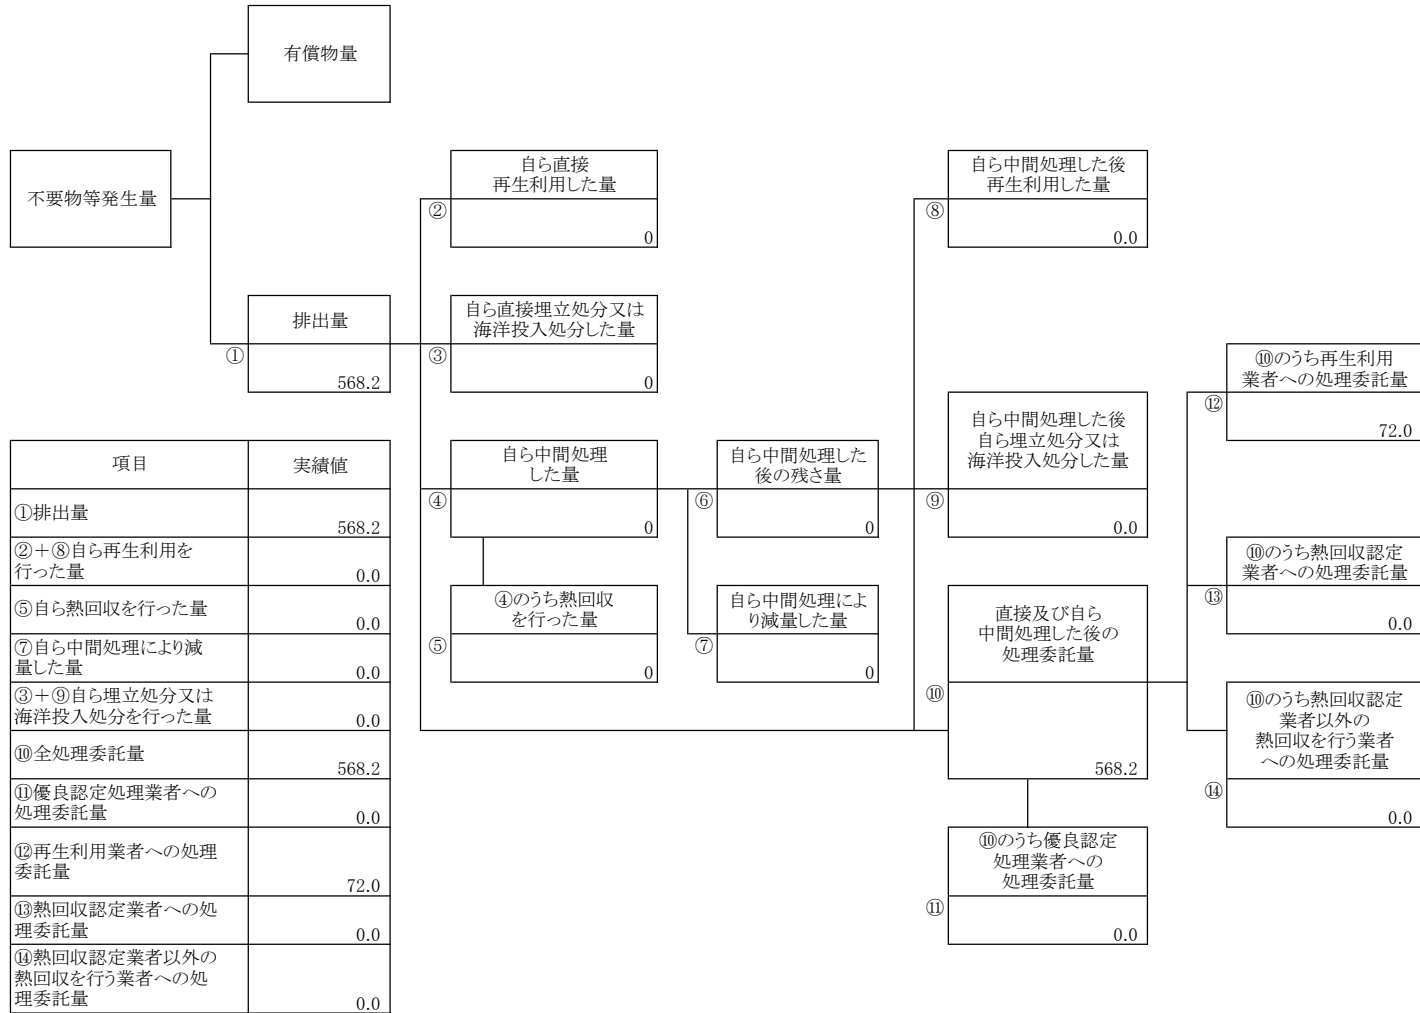 有償物量
不要物等発生量
自ら直接
再生利用した量
②
0
自ら中間処理した後
再生利用した量
⑧
0.0
排出量
①
568.2
自ら直接埋立処分又は
海洋投入処分した量
③
0
⑩のうち再生利用
業者への処理委託量
⑫
72.0
自ら中間処理
した量
④
0
自ら中間処理した
後の残さ量
⑥
0
自ら中間処理した後
自ら埋立処分又は
海洋投入処分した量
⑨
0.0
⑩のうち熱回収認定
業者への処理委託量
⑬
0.0
④のうち熱回収
を行った量
⑤
0
自ら中間処理によ
り減量した量
⑦
0
直接及び自ら
中間処理した後の
処理委託量
⑩
568.2
⑩のうち熱回収認定
業者以外の
熱回収を行う業者
への処理委託量
⑭
0.0
⑩のうち優良認定
処理業者への
処理委託量
⑪
0.0
項目
実績値
①排出量
568.2
②＋⑧自ら再生利用を
行った量
0.0
⑤自ら熱回収を行った量
0.0
⑦自ら中間処理により減
量した量
0.0
③＋⑨自ら埋立処分又は
海洋投入処分を行った量
0.0
⑩全処理委託量
568.2
⑪優良認定処理業者への
処理委託量
0.0
⑫再生利用業者への処理
委託量
72.0
⑬熱回収認定業者への処
理委託量
0.0
⑭熱回収認定業者以外の
熱回収を行う業者への処
理委託量
0.0